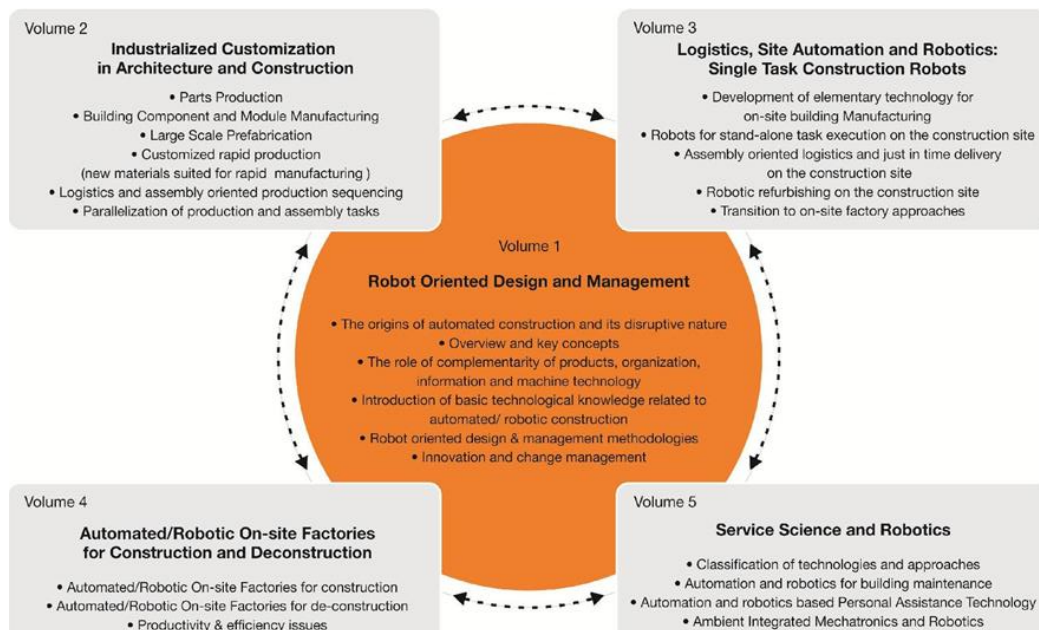 Volume 2
Industrialized Customization
in Architecture and Construction
• Parts Production
• Building Component and Module Manufacturing
• Large Scale Prefabrication
• Customized rapid production
(new materials suited for rapid manufacturing )
• Logistics and assembly oriented production sequencing
• Parallelization of production and assembly tasks
Volume 3
Logistics, Site Automation and Robotics:
Single Task Construction Robots
• Development of elementary technology for
on-site building Manufacturing
• Robots for stand-alone task execution on the construction site
• Assembly oriented logistics and just in time delivery
on the construction site
• Robotic refurbishing on the construction site
• Transition to on-site factory approaches
Volume 1
Robot Oriented Design and Management
• The origins of automated construction and its disruptive nature
• Overview and key concepts
• The role of complementarity of products, organization,
information and machine technology
• Introduction of basic technological knowledge related to
automated/ robotic construction
• Robot oriented design & management methodologies
• Innovation and change management
Volume 4
Automated/Robotic On-site Factories
for Construction and Deconstruction
• Automated/Robotic On-site Factories for construction
• Automated/Robotic On-site Factories for de-construction
• Productivity & efficiency issues
Volume 5
Service Science and Robotics
• Classification of technologies and approaches
• Automation and robotics for building maintenance
• Automation and robotics based Personal Assistance Technology
• Ambient Integrated Mechatronics and Robotics